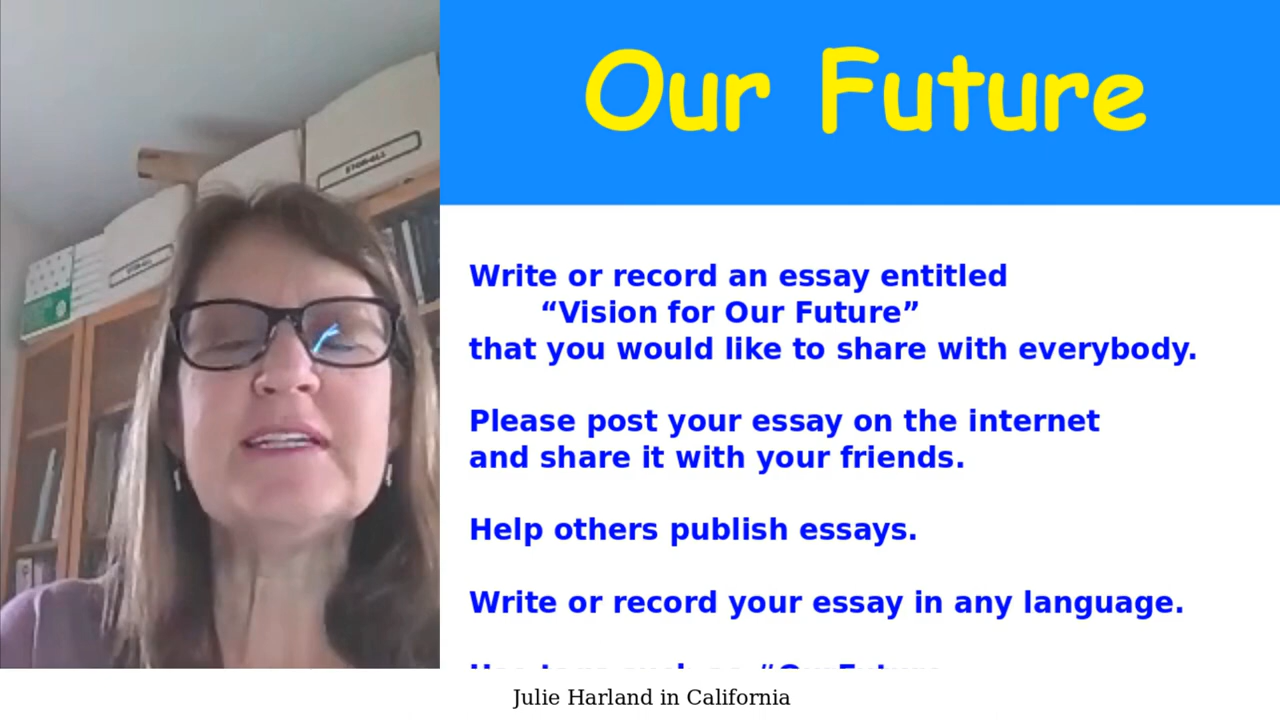 Our Future
Write or record an essay entitled
“Vision for Our Future”
that you would like to share with everybody.
Please post your essay on the internet
and share it with your friends.
Help others publish essays.
Write or record your essay in any language.
Julie Harland in California